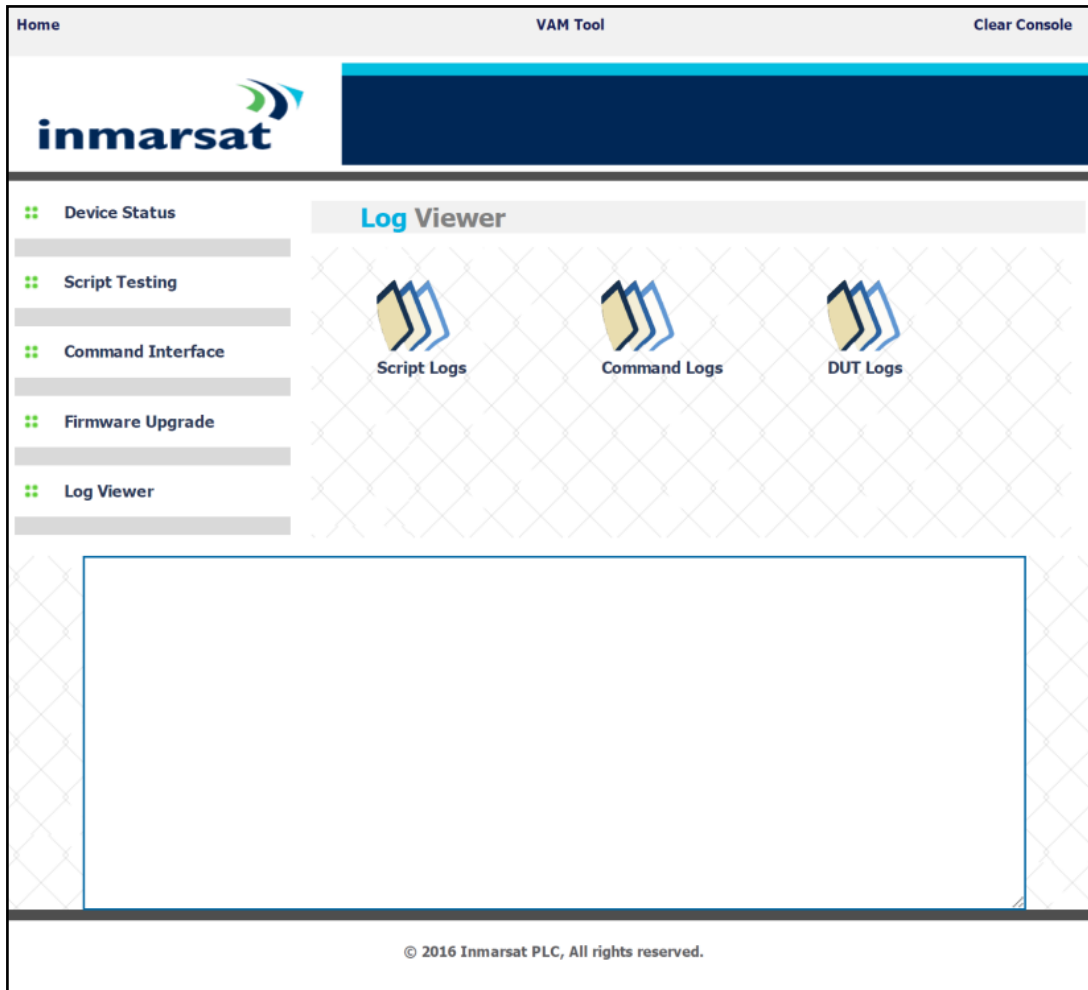 Home
VAM Tool
Clear Console
inmarsat
Device Status
Script Testing
Command Interface
Firmware Upgrade
Log Viewer
Log Viewer
Script Logs
Command Logs
DUT Logs
© 2016 Inmarsat PLC, All rights reserved.